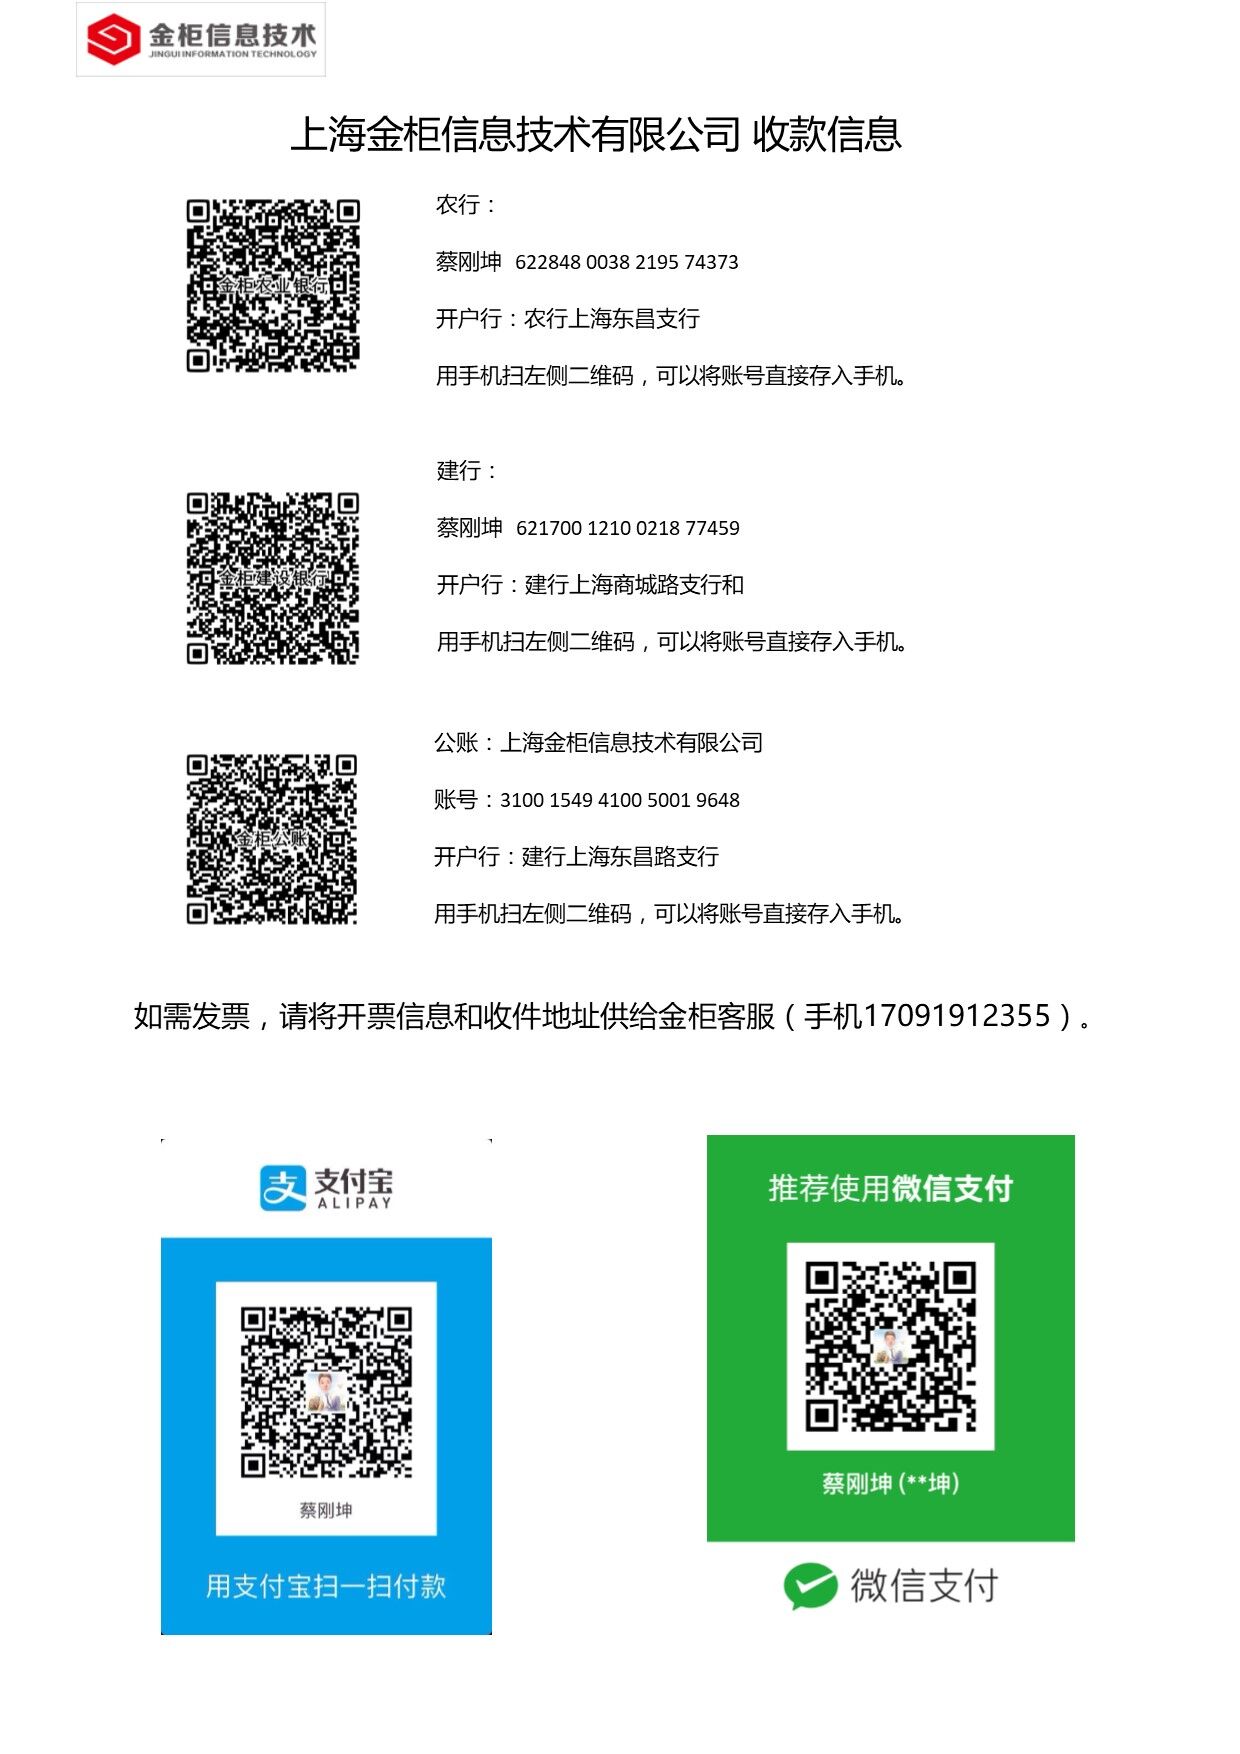 金柜信息技术
JINGUI INFORMATION TECHNOLOGY
上海金柜信息技术有限公司 收款信息
农行：
蔡刚坤 622848 0038 2195 74373
开户行：农行上海东昌支行
用手机扫左侧二维码，可以将账号直接存入手机。
金柜农业银行
建行：
蔡刚坤 621700 1210 0218 77459
开户行：建行上海商城路支行和
用手机扫左侧二维码，可以将账号直接存入手机。
金柜建设银行
公账：上海金柜信息技术有限公司
账号：3100 1549 4100 5001 9648
开户行：建行上海东昌路支行
用手机扫左侧二维码，可以将账号直接存入手机。
金柜公账
如需发票，请将开票信息和收件地址供给金柜客服（手机17091912355）。
支 支付宝
ALIPAY
蔡刚坤
用支付宝扫一扫付款
推荐使用微信支付
蔡刚坤 (**坤)
微信支付